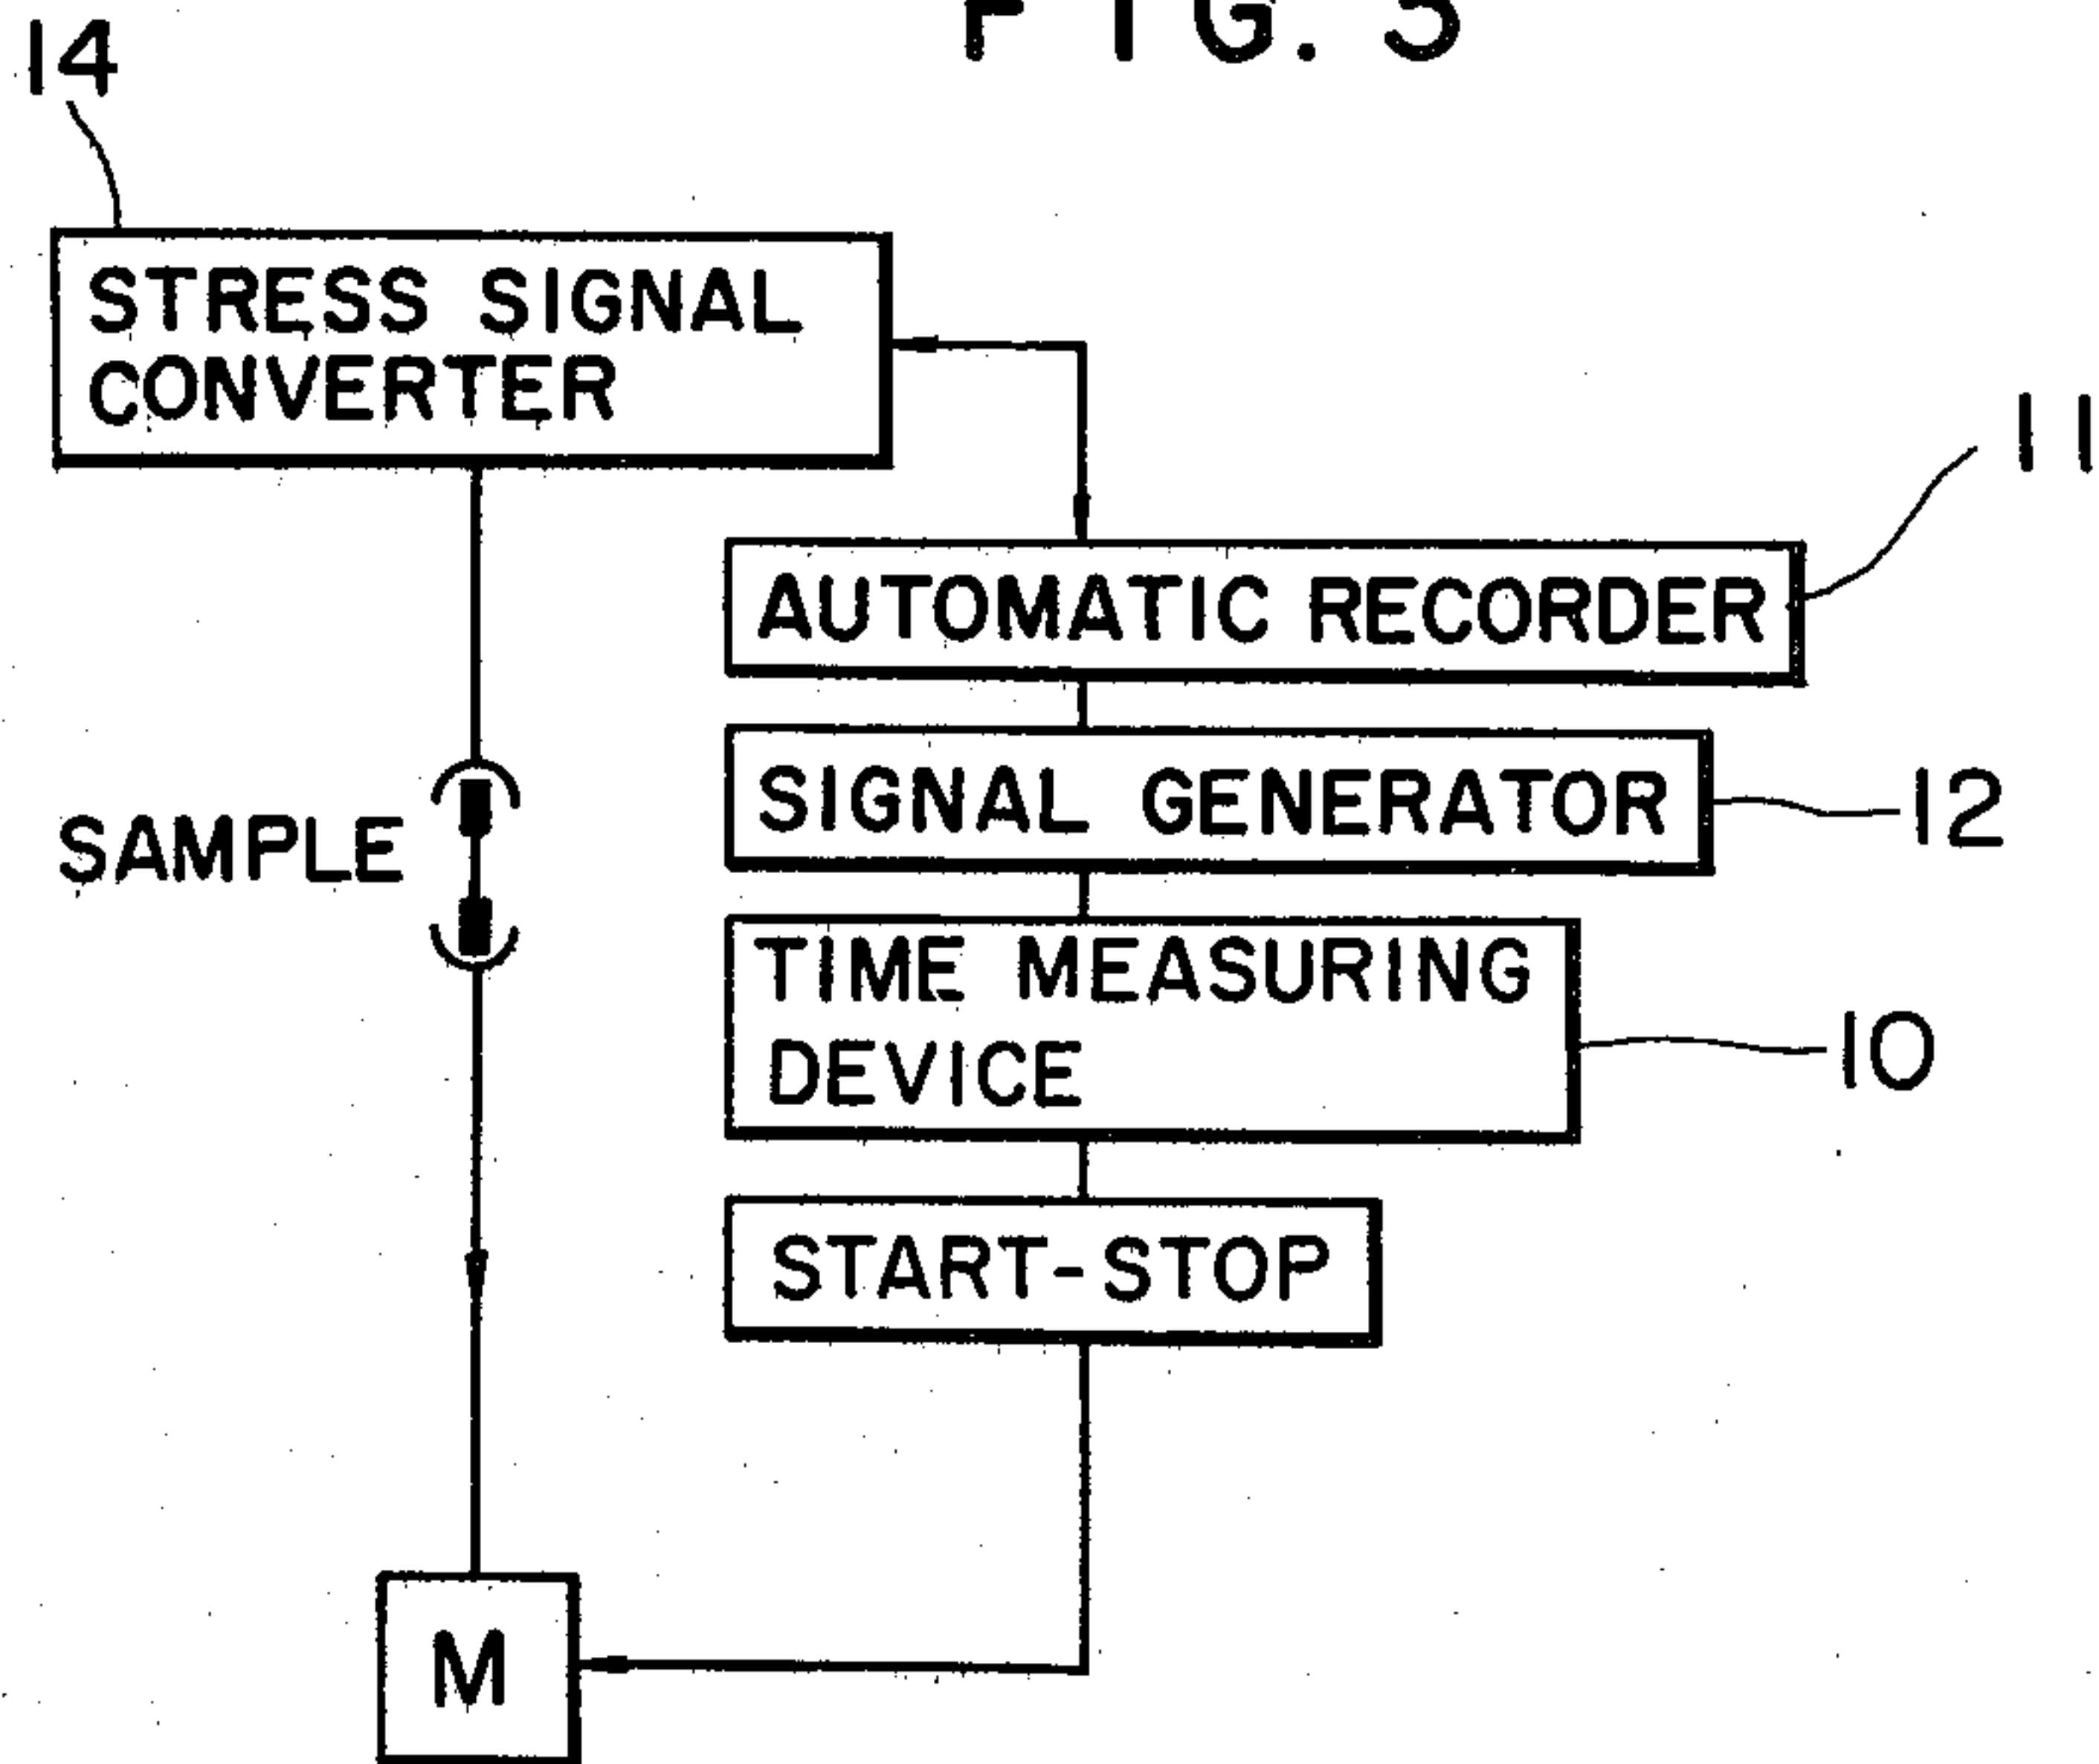 FIG. 3
14
STRESS SIGNAL
CONVERTER
11
AUTOMATIC RECORDER
SIGNAL GENERATOR
12
SAMPLE
TIME MEASURING
DEVICE
10
START-STOP
M